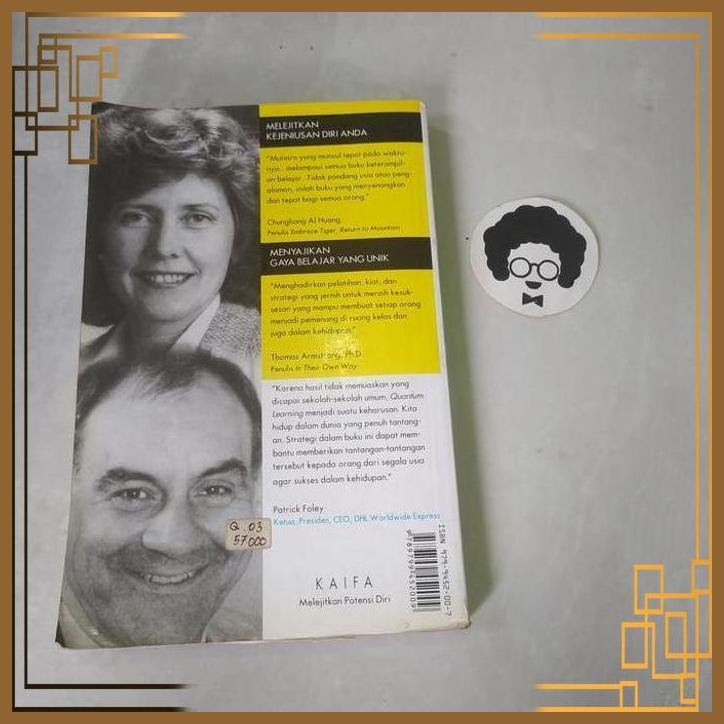 MELEJITKAN
KEJENIUSAN DIRI ANDA
"Mutiara yang muncul tepat pada waktu-
nya.. melampaui semua buku keterampil-
an belajar. Tidak pandang usia atau peng-
alaman, inilah buku yang menyenangkan
dan tepat bagi semua orang."
Chungliang Al Huang
Penulis Embrace Tiger, Return to Mountain
MENYAJIKAN
GAYA BELAJAR YANG UNIK
"Menghadirkan pelatihan, kiat, dan
strategi yang jernih untuk meraih kesuk-
sesan yang mampu membuat setiap orang
menjadi pemenang di ruang kelas dan
juga dalam kehidupan."
Thomas Armstrong, Ph.D.
Penulis In Their Own Way
"Karena hasil tidak memuaskan yang
dicapai sekolah-sekolah umum, Quantum
Learning menjadi suatu keharusan. Kita
hidup dalam dunia yang penuh tantang-
an. Strategi dalam buku ini dapat mem-
bantu memberikan tantangan-tantangan
tersebut kepada orang dari segala usia
agar sukses dalam kehidupan."
Patrick Foley
Ketua, Presiden, CEO, DHL Worldwide Express
Q.03
57.000
KAIFA
Melejitkan Potensi Diri
ISBN 979-9452-00-7
9789799452009